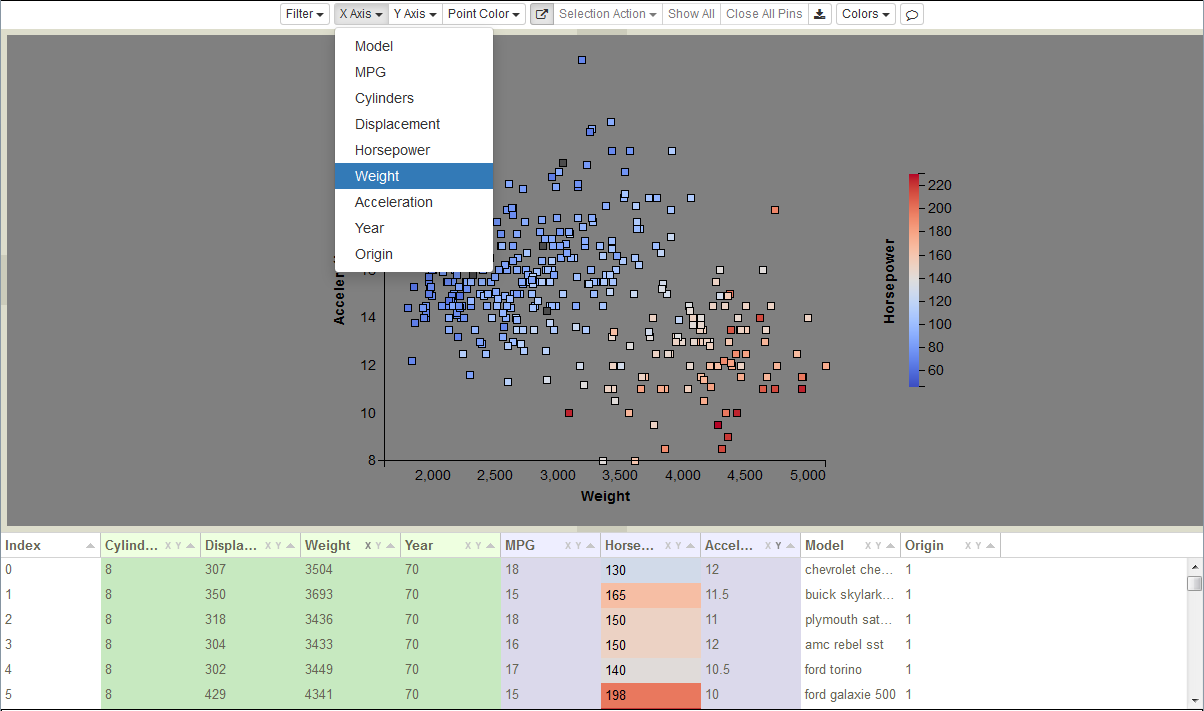 Filter X Axis Y Axis Point Color Selection Action Show All Close All Pins Colors
Model
MPG
Cylinders
Displacement
Horsepower
Weight
Acceleration
Year
Origin
Acceler
16
14
12
10
8
2,000 2,500 3,000 3,500 4,000 4,500 5,000
Weight
Horsepower
220
200
180
160
140
120
100
80
60
Index Cylind... X Y Displa... X Y Weight X Y Year X Y MPG X Y Horse... X Y Accel... X Y Model X Y Origin X Y
0 8 307 3504 70 18 130 12 chevrolet che... 1
1 8 350 3693 70 15 165 11.5 buick skylark... 1
2 8 318 3436 70 18 150 11 plymouth sat... 1
3 8 304 3433 70 16 150 12 amc rebel sst 1
4 8 302 3449 70 17 140 10.5 ford torino 1
5 8 429 4341 70 15 198 10 ford galaxie 500 1